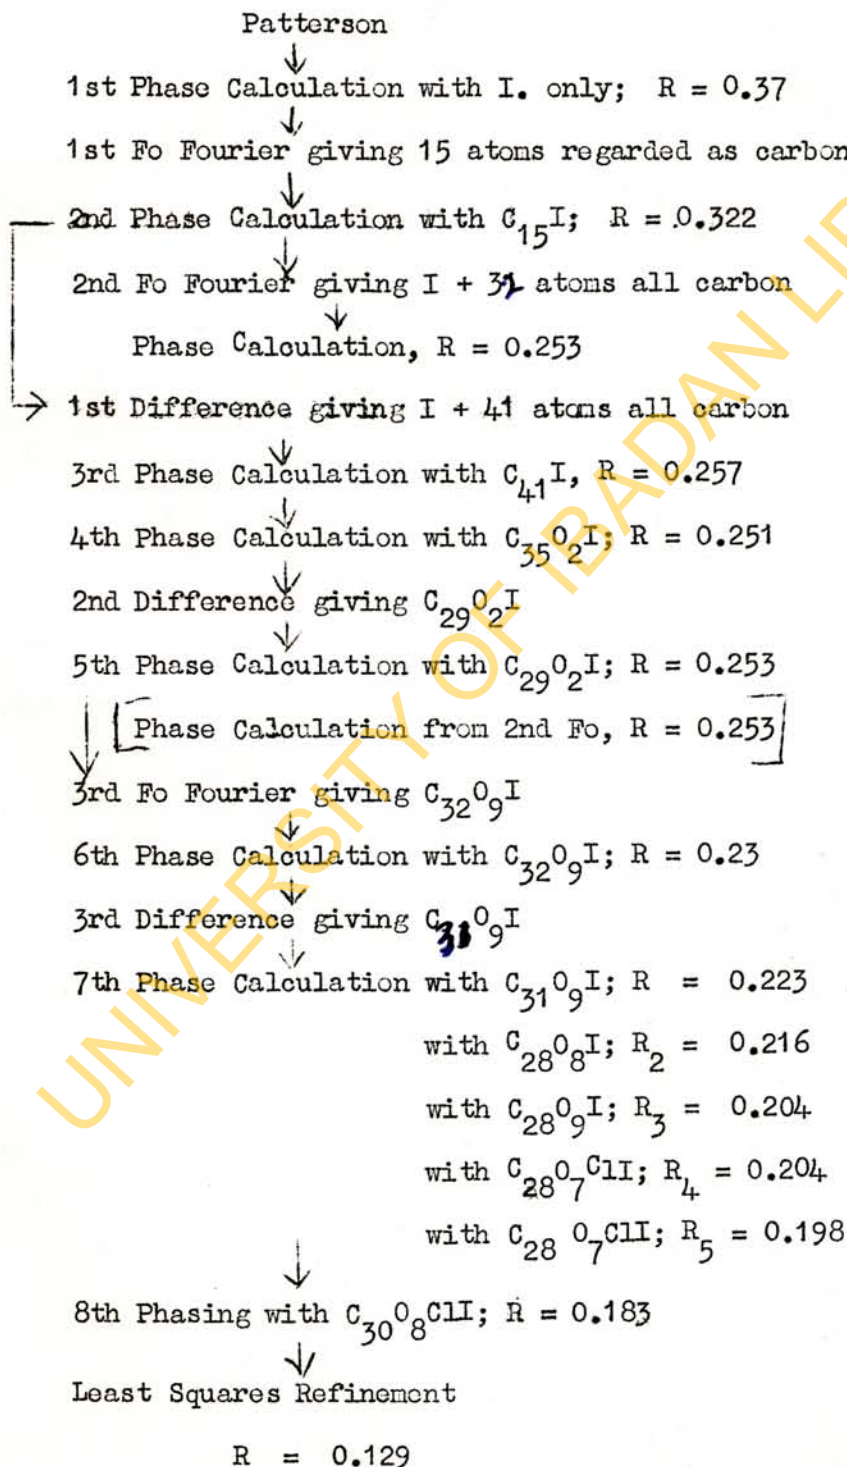 Patterson
1st Phase Calculation with I. only; R = 0.37
1st Fo Fourier giving 15 atoms regarded as carbon
2nd Phase Calculation with C₁₅I; R = 0.322
2nd Fo Fourier giving I + 32 atoms all carbon
Phase Calculation, R = 0.253
1st Difference giving I + 41 atoms all carbon
3rd Phase Calculation with C₄₁I, R = 0.257
4th Phase Calculation with C₃₅O₂I; R = 0.251
2nd Difference giving C₂₉O₂I
5th Phase Calculation with C₂₉O₂I; R = 0.253
[Phase Calculation from 2nd Fo, R = 0.253]
3rd Fo Fourier giving C₃₂O₉I
6th Phase Calculation with C₃₂O₉I; R = 0.23
3rd Difference giving C₃₁O₉I
7th Phase Calculation with C₃₁O₉I; R = 0.223
with C₂₈O₈I; R₂ = 0.216
with C₂₈O₉I; R₃ = 0.204
with C₂₈O₇ClI; R₄ = 0.204
with C₂₈ O₇ClI; R₅ = 0.198
8th Phasing with C₃₀O₈ClI; R = 0.183
Least Squares Refinement
R = 0.129
UNIVERSITY OF IBADAN